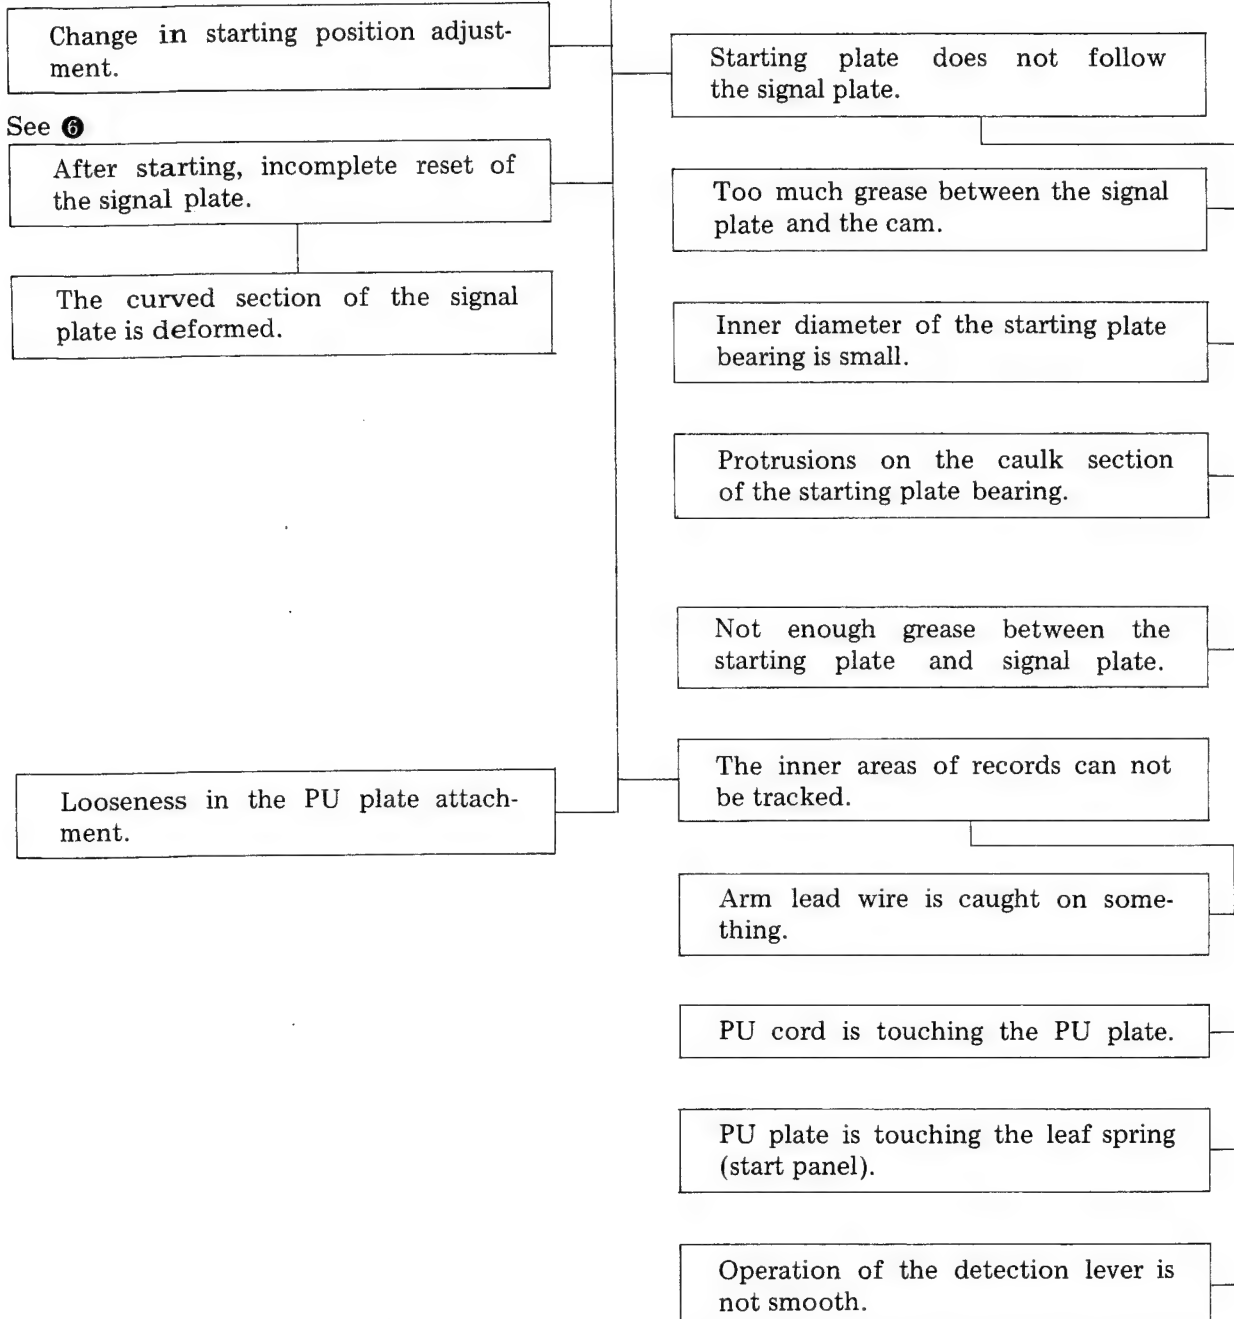 Change in starting position adjust-
ment.
See ❻
After starting, incomplete reset of
the signal plate.
The curved section of the signal
plate is deformed.
Looseness in the PU plate attach-
ment.
Starting plate does not follow
the signal plate.
Too much grease between the signal
plate and the cam.
Inner diameter of the starting plate
bearing is small.
Protrusions on the caulk section
of the starting plate bearing.
Not enough grease between the
starting plate and signal plate.
The inner areas of records can not
be tracked.
Arm lead wire is caught on some-
thing.
PU cord is touching the PU plate.
PU plate is touching the leaf spring
(start panel).
Operation of the detection lever is
not smooth.